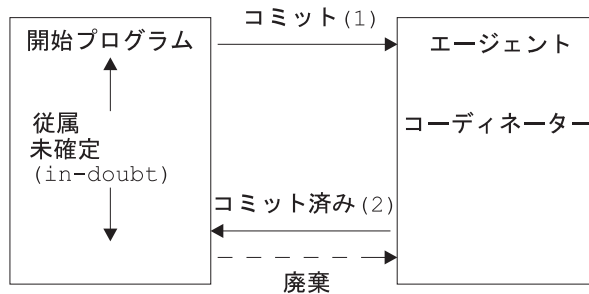 開始プログラム
従属
未確定
(in-doubt)
コミット(1)
コミット済み(2)
廃棄
エージェント
コーディネーター